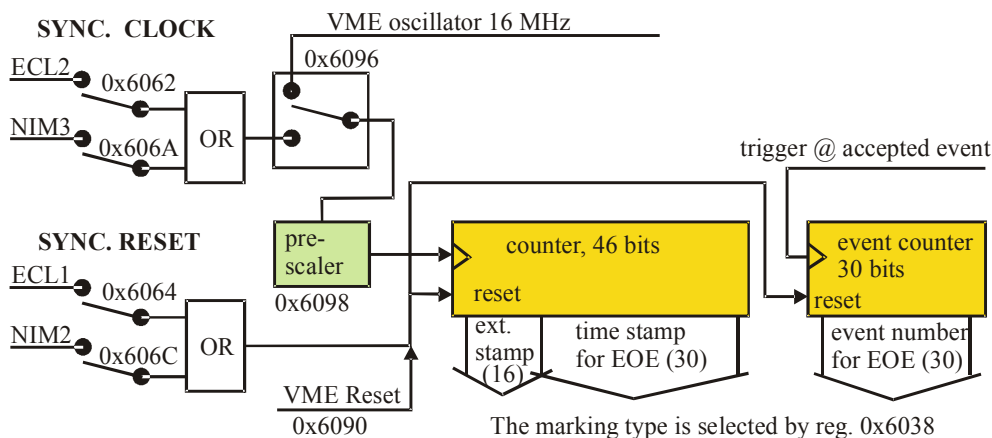 SYNC. CLOCK
VME oscillator 16 MHz
ECL2
0x6062
0x6096
NIM3
0x606A
OR
trigger @ accepted event
SYNC. RESET
pre-
scaler
0x6098
counter, 46 bits
reset
event counter
30 bits
reset
ECL1
0x6064
NIM2
0x606C
OR
ext.
stamp
(16)
time stamp
for EOE (30)
event number
for EOE (30)
VME Reset
0x6090
The marking type is selected by reg. 0x6038